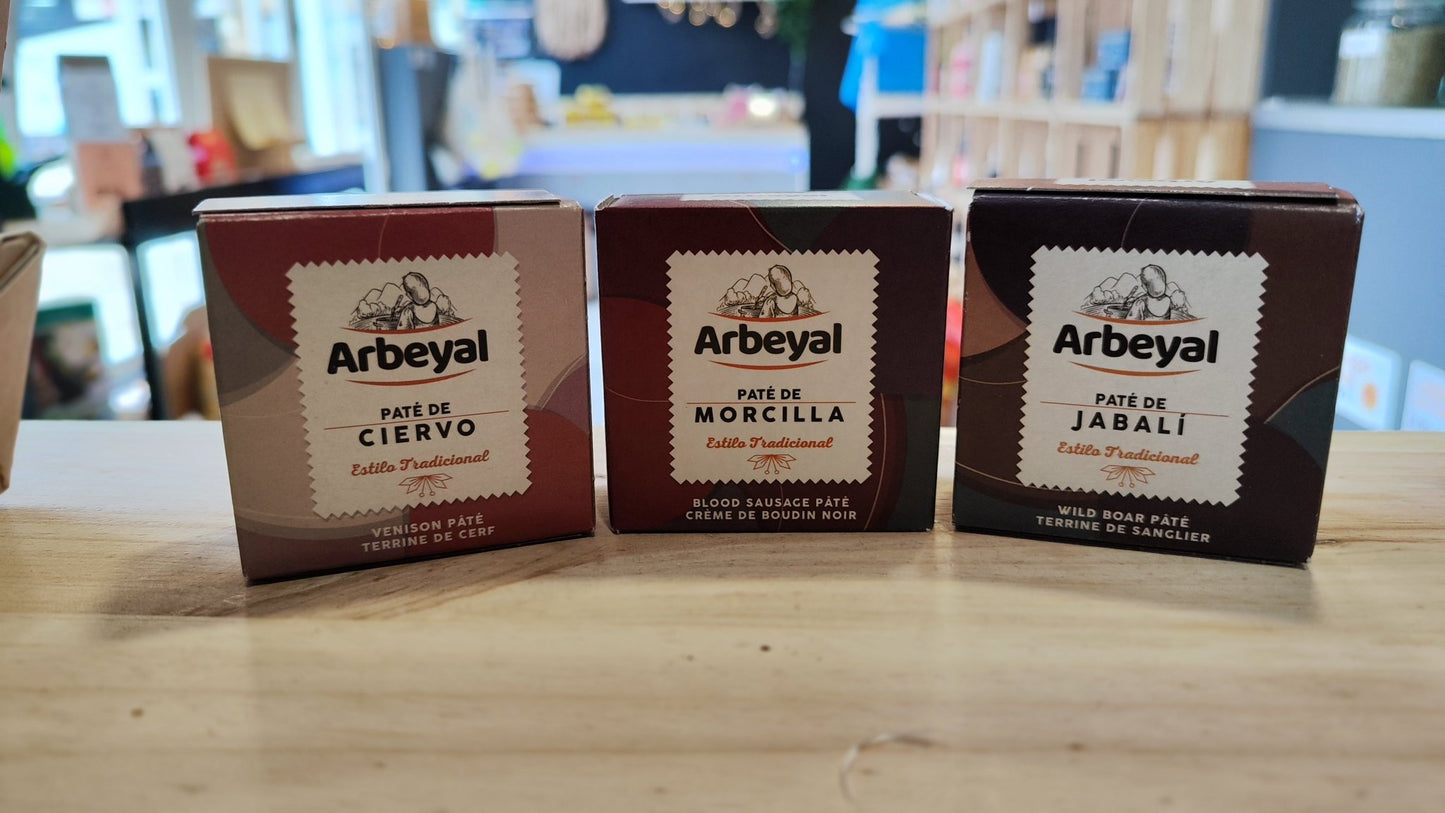 Arbeyal
PATÉ DE
CIERVO
Estilo Tradicional
VENISON PÂTÉ
TERRINE DE CERF
Arbeyal
PATÉ DE
MORCILLA
Estilo Tradicional
BLOOD SAUSAGE PÂTÉ
CRÈME DE BOUDIN NOIR
Arbeyal
PATÉ DE
JABALÍ
Estilo Tradicional
WILD BOAR PÂTÉ
TERRINE DE SANGLIER